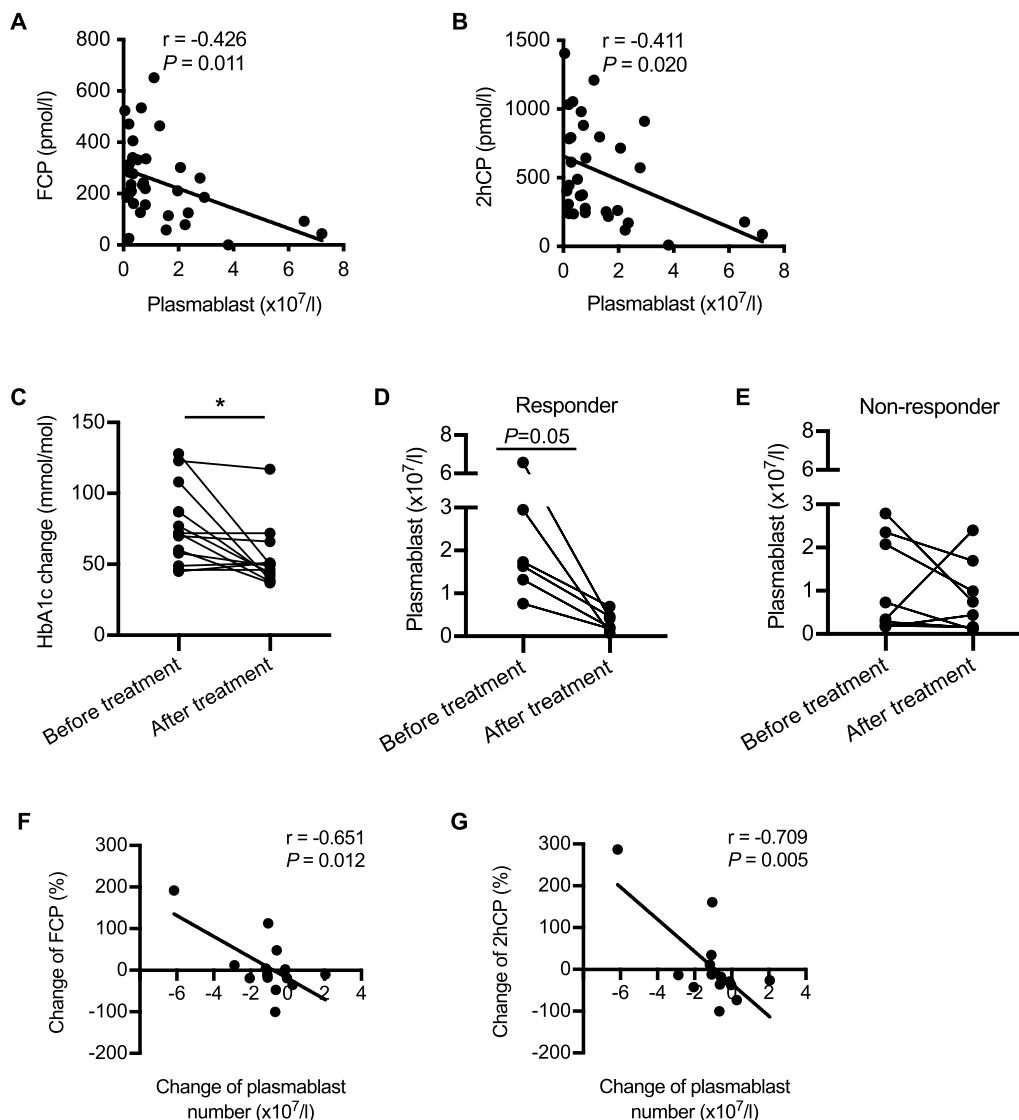 A
r = -0.426
P = 0.011
800
600
400
200
0
FCP (pmol/l)
0 2 4 6 8
Plasmablast (x10⁷/l)
B
r = -0.411
P = 0.020
1500
1000
500
0
2hCP (pmol/l)
0 2 4 6 8
Plasmablast (x10⁷/l)
C
*
150
100
50
0
HbA1c change (mmol/mol)
Before treatment
After treatment
D
Responder
P=0.05
8
6
3
2
1
0
Plasmablast (x10⁷/l)
Before treatment
After treatment
E
Non-responder
8
6
3
2
1
0
Plasmablast (x10⁷/l)
Before treatment
After treatment
F
r = -0.651
P = 0.012
300
200
100
0
-100
-200
Change of FCP (%)
-6 -4 -2 0 2 4
Change of plasmablast
number (x10⁷/l)
G
r = -0.709
P = 0.005
300
200
100
0
-100
-200
Change of 2hCP (%)
-6 -4 -2 0 2 4
Change of plasmablast
number (x10⁷/l)